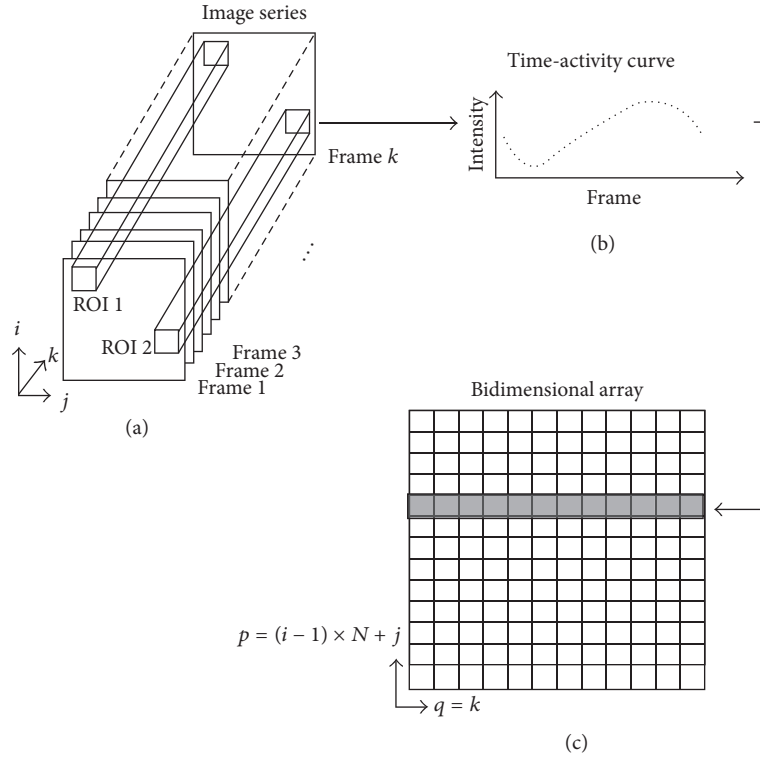 Image series
Frame k
ROI 1
ROI 2
Frame 3
Frame 2
Frame 1
i
k
j
(a)
Time-activity curve
Intensity
Frame
(b)
Bidimensional array
p = (i − 1) × N + j
q = k
(c)